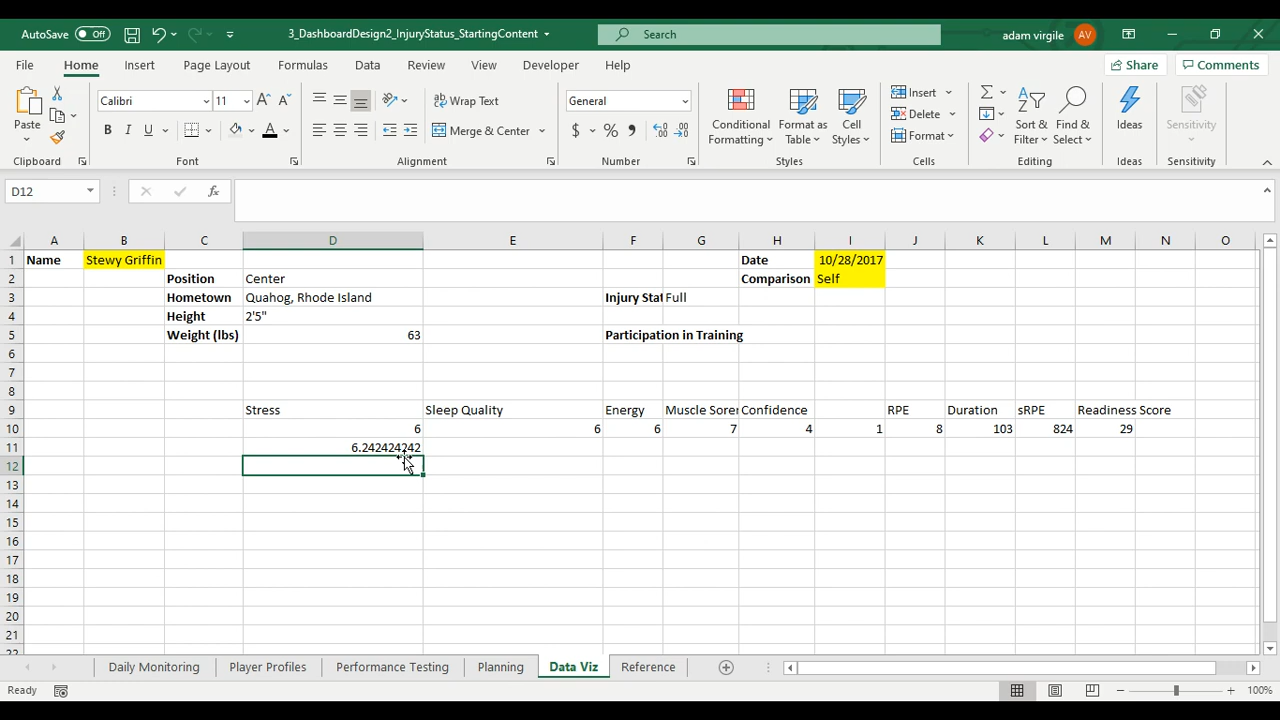 AutoSave Off 3_DashboardDesign2_InjuryStatus_StartingContent Search adam virgile AV
File Home Insert Page Layout Formulas Data Review View Developer Help Share Comments
Paste Calibri 11 Wrap Text General Conditional Formatting Format as Table Cell Styles Insert Sort & Filter Find & Select Ideas Sensitivity
B I U Merge & Center $ % Delete
Format
Clipboard Font Alignment Number Styles Cells Editing Ideas Sensitivity
D12 fx
A B C D E F G H I J K L M N O
1 Name Stewy Griffin Date 10/28/2017
2 Position Center Comparison Self
3 Hometown Quahog, Rhode Island Injury Stat Full
4 Height 2'5"
5 Weight (lbs) 63 Participation in Training
6
7
8
9 Stress Sleep Quality Energy Muscle Sorer Confidence RPE Duration sRPE Readiness Score
10 6 6 6 7 4 1 8 103 824 29
11 6.242424242
12
13
14
15
16
17
18
19
20
21
22
Daily Monitoring Player Profiles Performance Testing Planning Data Viz Reference
Ready 100%